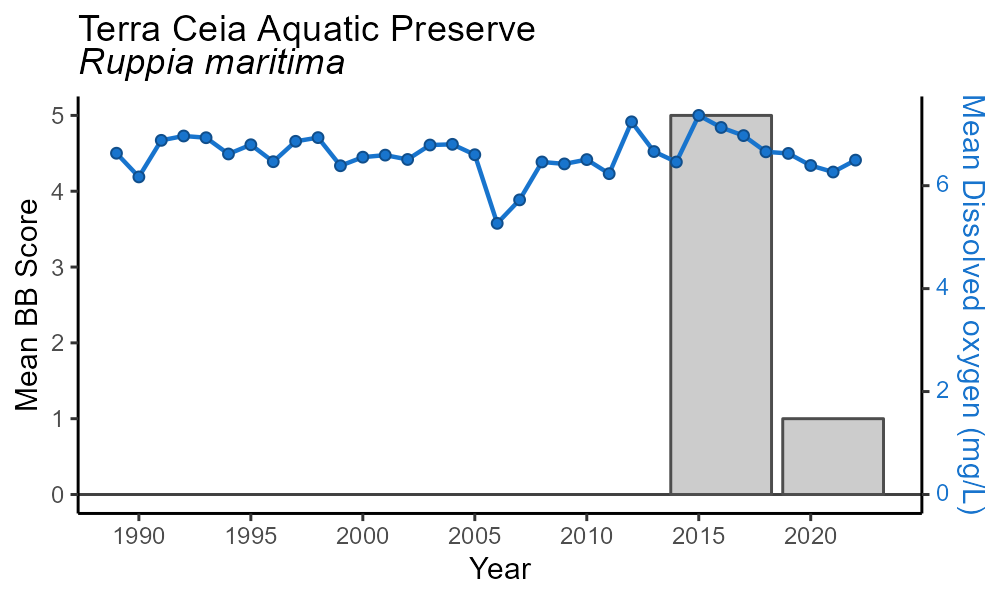 Terra Ceia Aquatic Preserve
Ruppia maritima
Mean BB Score
5
4
3
2
1
0
6
4
2
0
Mean Dissolved oxygen (mg/L)
1990 1995 2000 2005 2010 2015 2020
Year